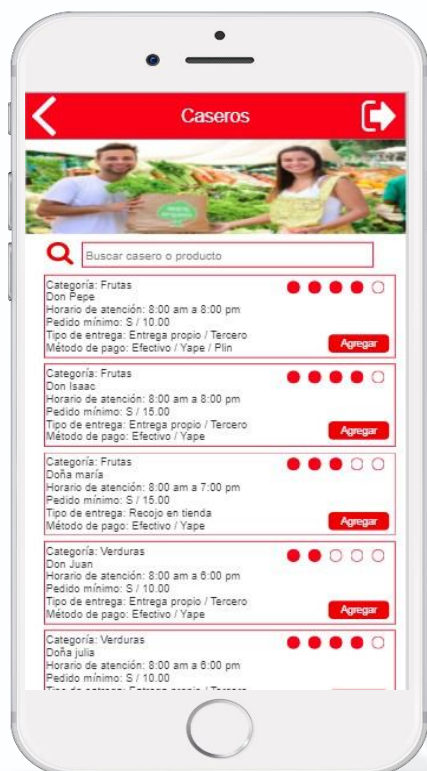 Caseros
Buscar casero o producto
Categoría: Frutas
Don Pepe
Horario de atención: 8:00 am a 8:00 pm
Pedido mínimo: S / 10.00
Tipo de entrega: Entrega propio / Tercero
Método de pago: Efectivo / Yape / Plin
Agregar
Categoría: Frutas
Don Isaac
Horario de atención: 8:00 am a 8:00 pm
Pedido mínimo: S / 15.00
Tipo de entrega: Entrega propio / Tercero
Método de pago: Efectivo / Yape
Agregar
Categoría: Frutas
Doña maría
Horario de atención: 8:00 am a 7:00 pm
Pedido mínimo: S / 15.00
Tipo de entrega: Recojo en tienda
Método de pago: Efectivo / Yape
Agregar
Categoría: Verduras
Don Juan
Horario de atención: 8:00 am a 6:00 pm
Pedido mínimo: S / 10.00
Tipo de entrega: Entrega propio / Tercero
Método de pago: Efectivo / Yape
Agregar
Categoría: Verduras
Doña julia
Horario de atención: 8:00 am a 6:00 pm
Pedido mínimo: S / 10.00
Tipo de entrega: Entrega propio / Tercero